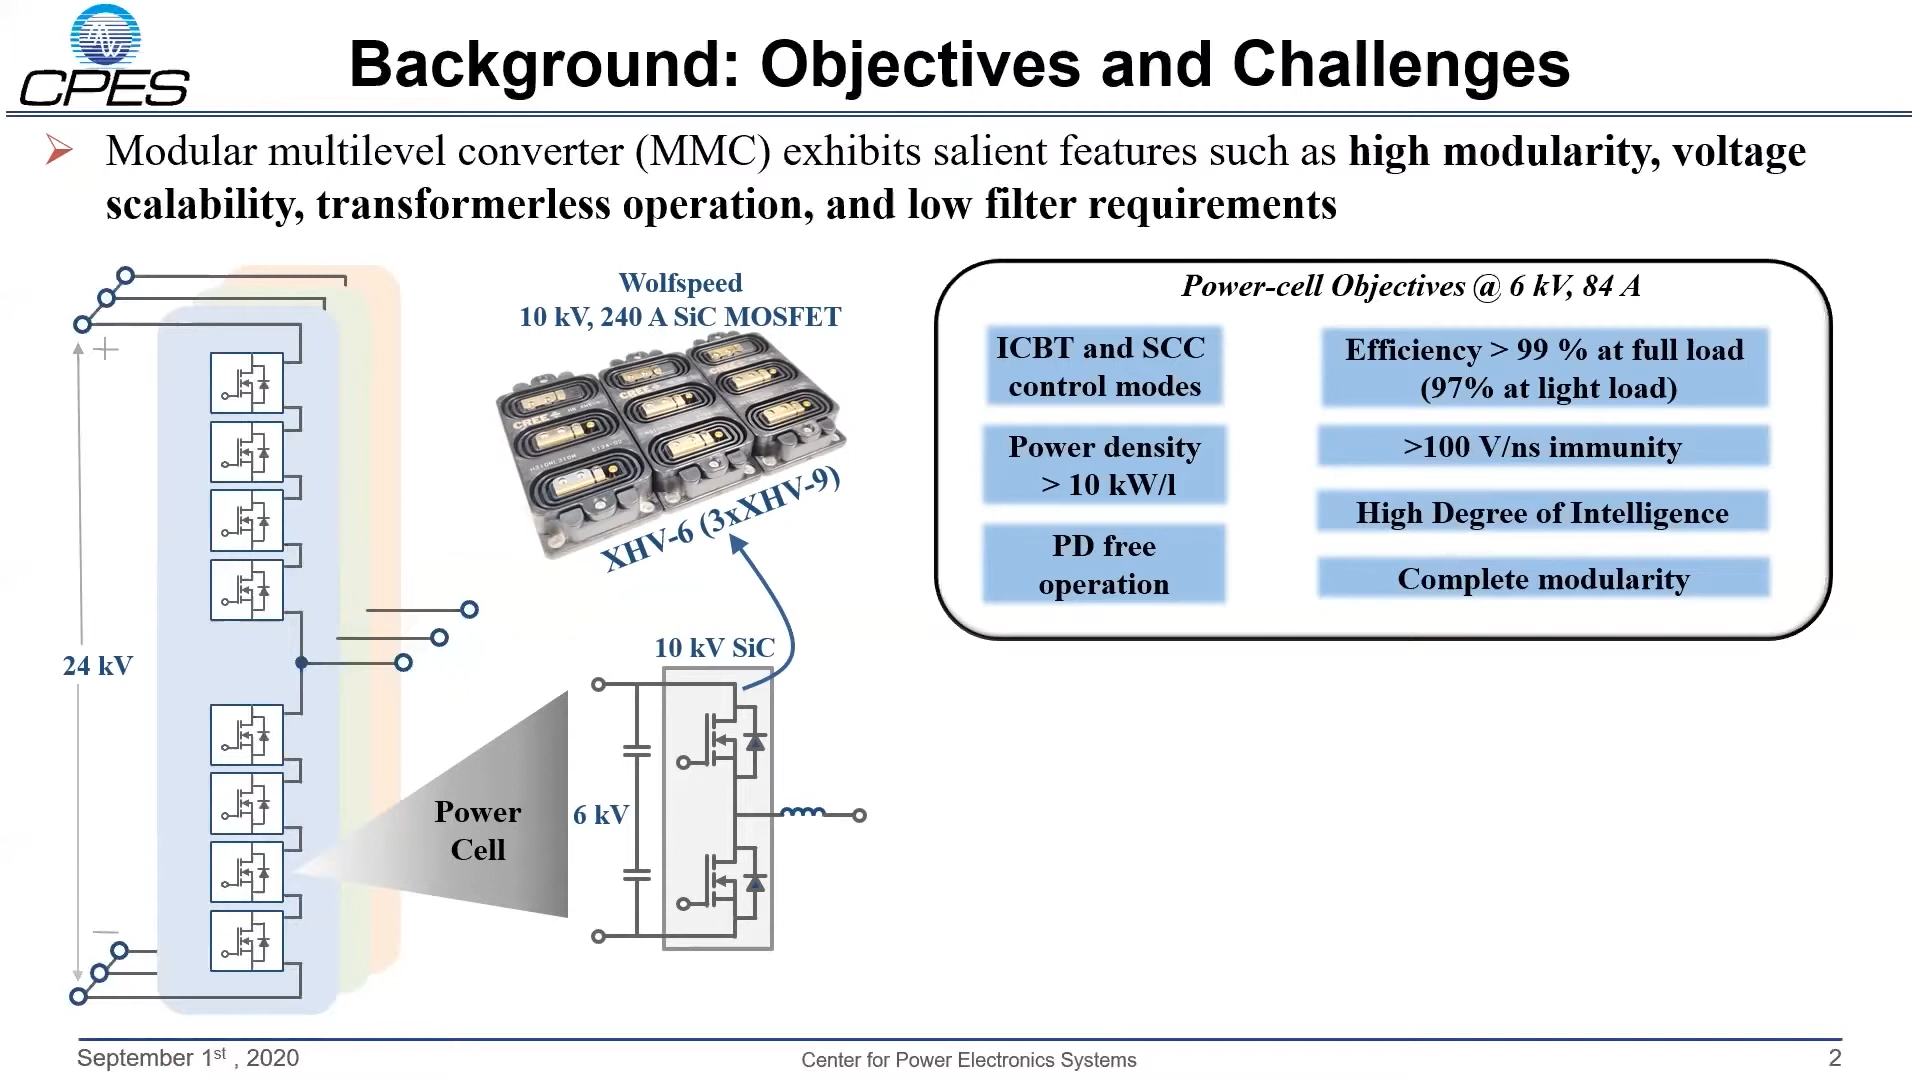 CPES
Background: Objectives and Challenges
Modular multilevel converter (MMC) exhibits salient features such as high modularity, voltage
scalability, transformerless operation, and low filter requirements
24 kV
Wolfspeed
10 kV, 240 A SiC MOSFET
CREE
CREE
XHV-6 (3xXHV-9)
10 kV SiC
6 kV
Power
Cell
Power-cell Objectives @ 6 kV, 84 A
ICBT and SCC
control modes
Power density
> 10 kW/l
PD free
operation
Efficiency > 99 % at full load
(97% at light load)
>100 V/ns immunity
High Degree of Intelligence
Complete modularity
September 1st , 2020
Center for Power Electronics Systems
2